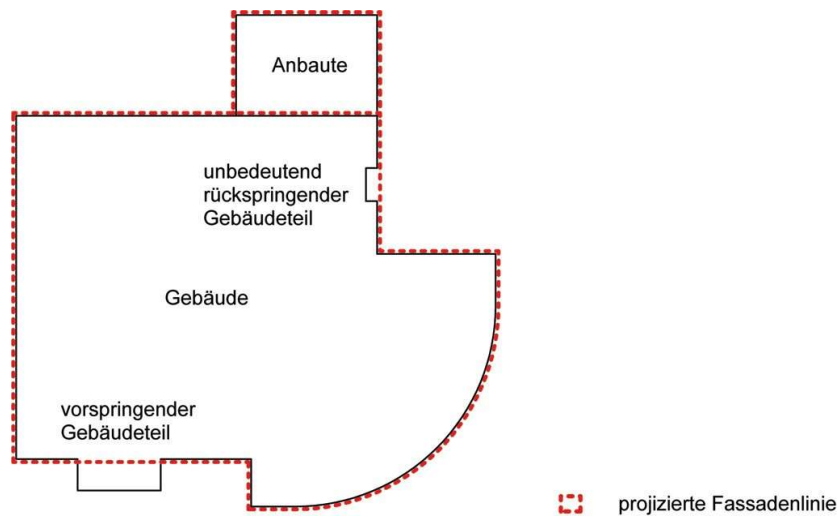 Anbaute
unbedeutend
rückspringender
Gebäudeteil
Gebäude
vorspringender
Gebäudeteil
projizierte Fassadenlinie